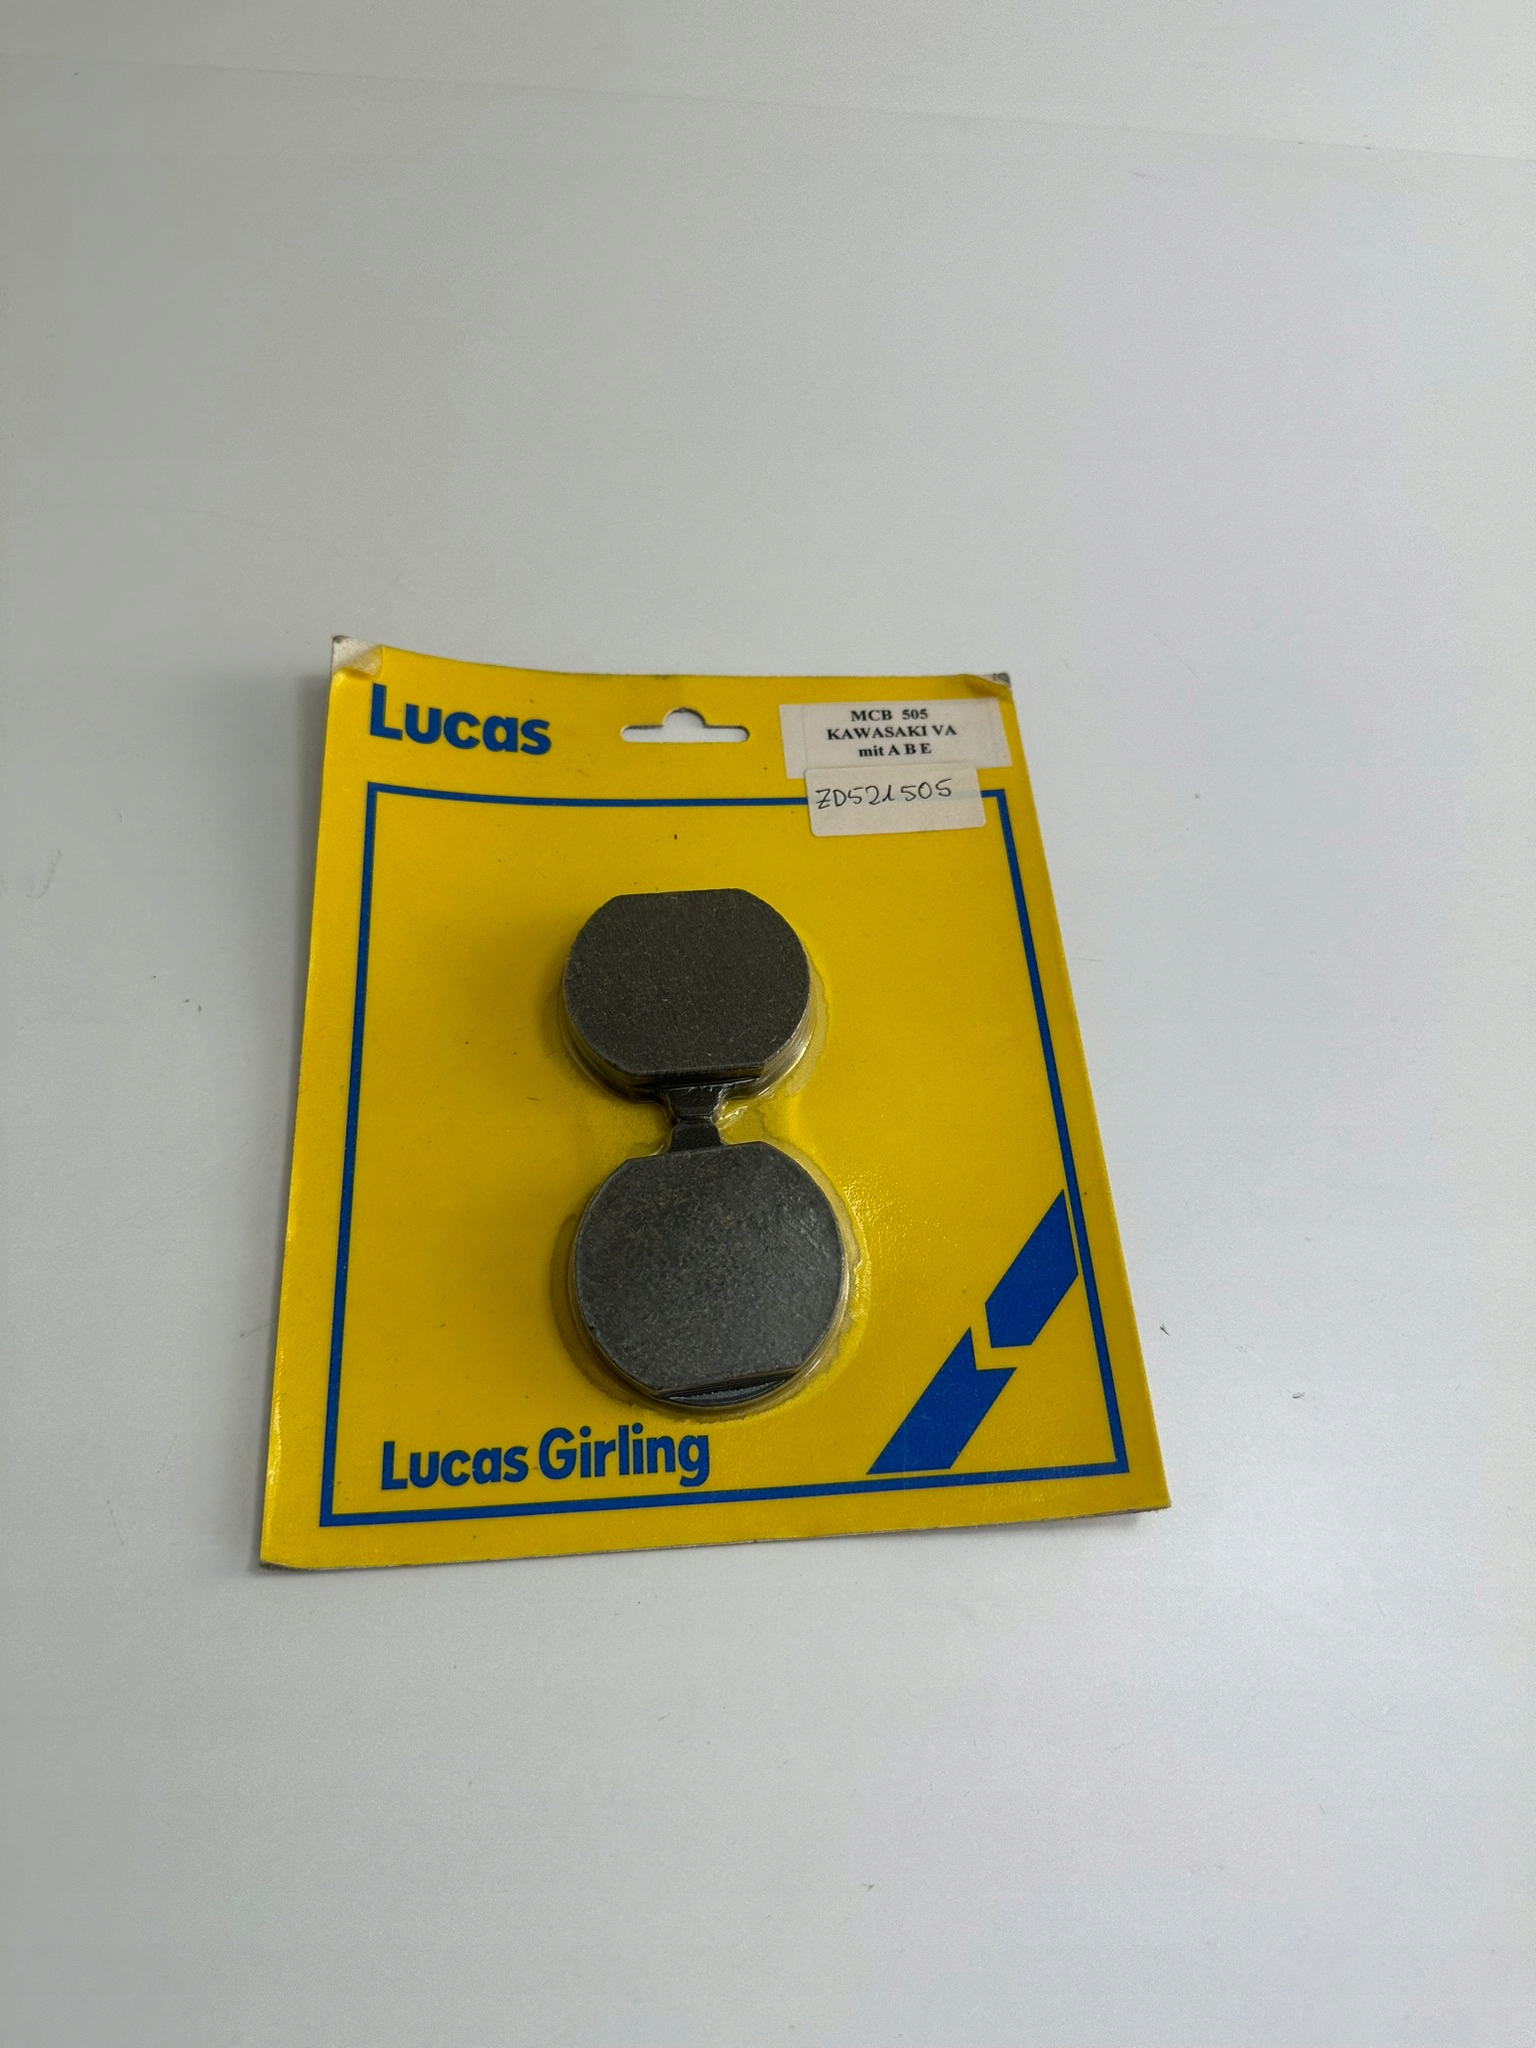 Lucas
MCB 505
KAWASAKI VA
mit A B E
ZD521505
Lucas Girling